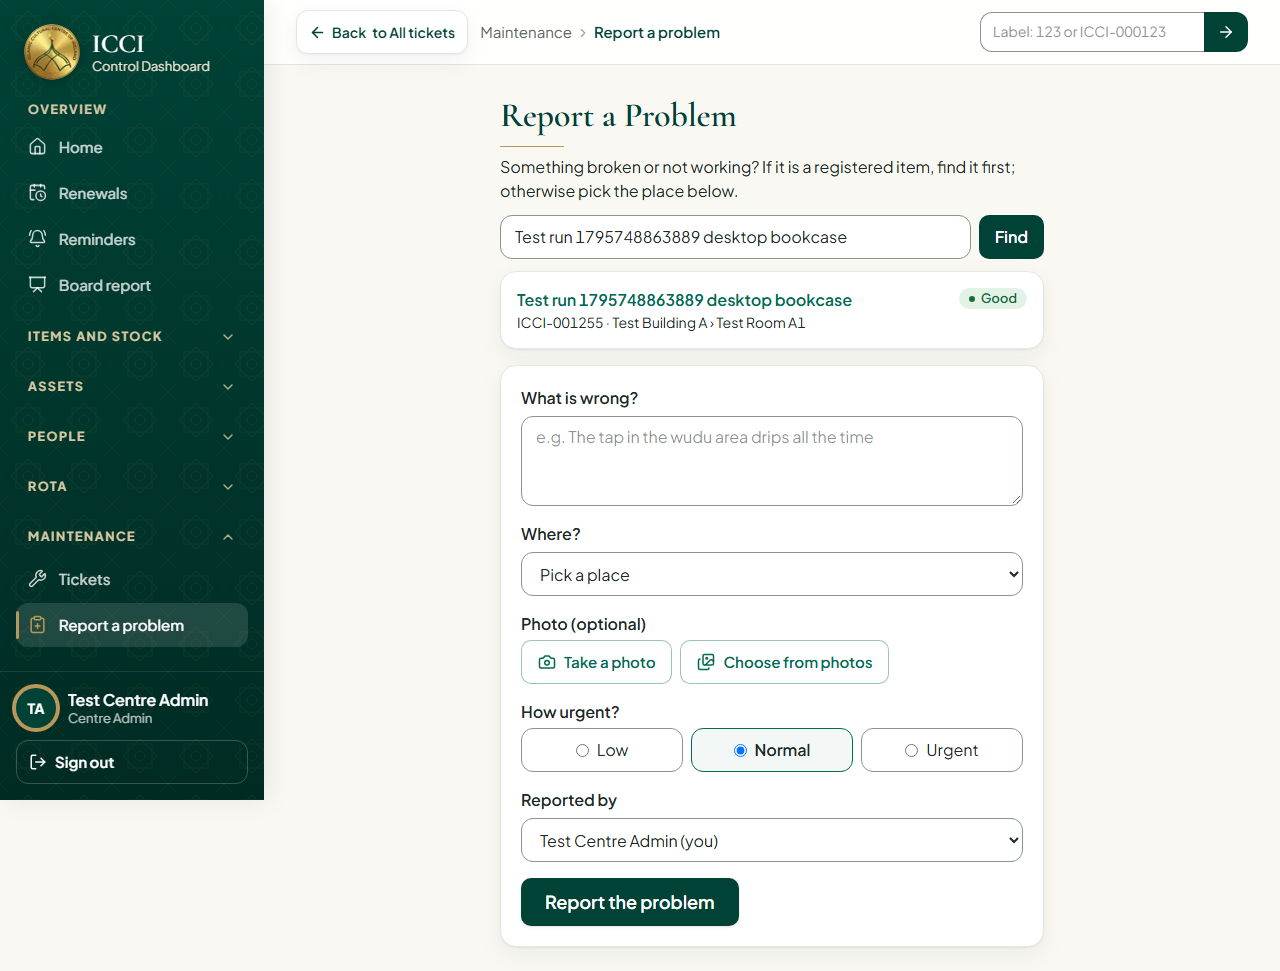 ICCI
Control Dashboard
OVERVIEW
Home
Renewals
Reminders
Board report
ITEMS AND STOCK
ASSETS
PEOPLE
ROTA
MAINTENANCE
Tickets
Report a problem
TA
Test Centre Admin
Centre Admin
Sign out
Back to All tickets
Maintenance › Report a problem
Label: 123 or ICCI-000123
Report a Problem
Something broken or not working? If it is a registered item, find it first;
otherwise pick the place below.
Test run 1795748863889 desktop bookcase
Find
Test run 1795748863889 desktop bookcase
Good
ICCI-001255 · Test Building A › Test Room A1
What is wrong?
e.g. The tap in the wudu area drips all the time
Where?
Pick a place
Photo (optional)
Take a photo
Choose from photos
How urgent?
Low
Normal
Urgent
Reported by
Test Centre Admin (you)
Report the problem